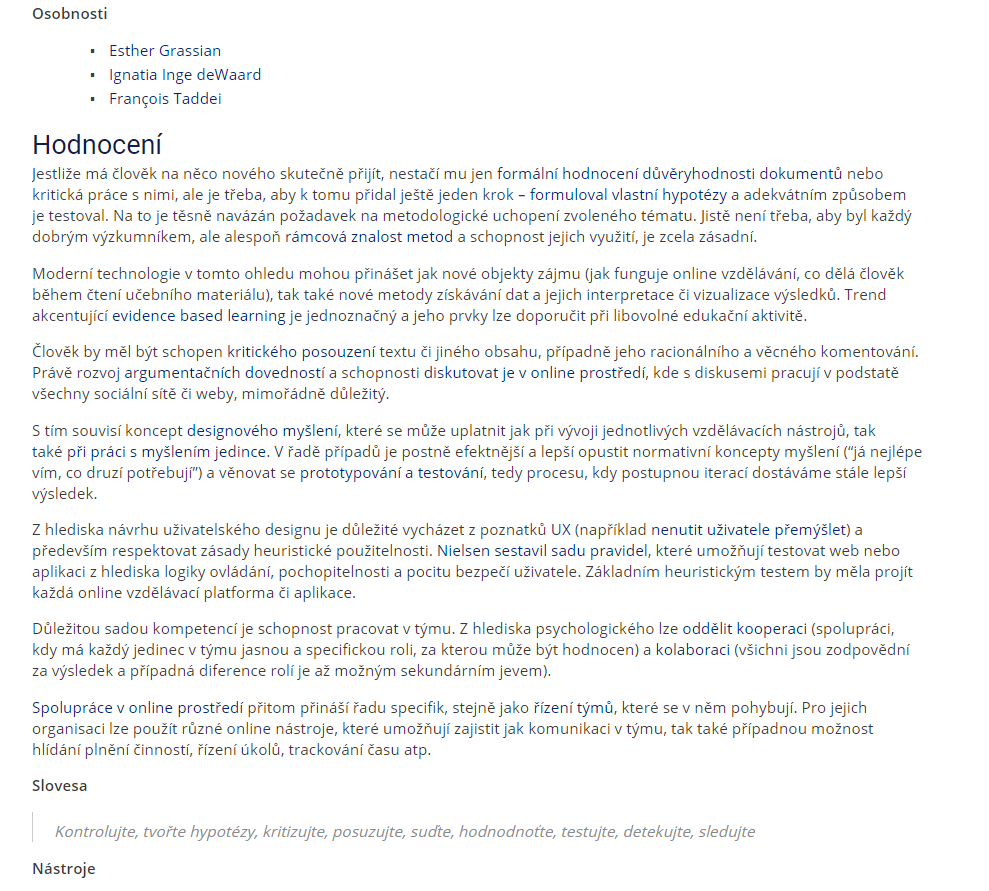 Osobnosti
▪ Esther Grassian
▪ Ignatia Inge deWaard
▪ François Taddei
Hodnocení
Jestliže má člověk na něco nového skutečně přijít, nestačí mu jen formální hodnocení důvěryhodnosti dokumentů nebo
kritická práce s nimi, ale je třeba, aby k tomu přidal ještě jeden krok – formuloval vlastní hypotézy a adekvátním způsobem
je testoval. Na to je těsně navázán požadavek na metodologické uchopení zvoleného tématu. Jistě není třeba, aby byl každý
dobrým výzkumníkem, ale alespoň rámcová znalost metod a schopnost jejich využití, je zcela zásadní.
Moderní technologie v tomto ohledu mohou přinášet jak nové objekty zájmu (jak funguje online vzdělávání, co dělá člověk
během čtení učebního materiálu), tak také nové metody získávání dat a jejich interpretace či vizualizace výsledků. Trend
akcentující evidence based learning je jednoznačný a jeho prvky lze doporučit při libovolné edukační aktivitě.
Člověk by měl být schopen kritického posouzení textu či jiného obsahu, případně jeho racionálního a věcného komentování.
Právě rozvoj argumentačních dovedností a schopnosti diskutovat je v online prostředí, kde s diskusemi pracují v podstatě
všechny sociální sítě či weby, mimořádně důležitý.
S tím souvisí koncept designového myšlení, které se může uplatnit jak při vývoji jednotlivých vzdělávacích nástrojů, tak
také při práci s myšlením jedince. V řadě případů je postně efektnější a lepší opustit normativní koncepty myšlení (“já nejlépe
vím, co druzí potřebují”) a věnovat se prototypování a testování, tedy procesu, kdy postupnou iterací dostáváme stále lepší
výsledek.
Z hlediska návrhu uživatelského designu je důležité vycházet z poznatků UX (například nenutit uživatele přemýšlet) a
především respektovat zásady heuristické použitelnosti. Nielsen sestavil sadu pravidel, které umožňují testovat web nebo
aplikaci z hlediska logiky ovládání, pochopitelnosti a pocitu bezpečí uživatele. Základním heuristickým testem by měla projít
každá online vzdělávací platforma či aplikace.
Důležitou sadou kompetencí je schopnost pracovat v týmu. Z hlediska psychologického lze oddělit kooperaci (spolupráci,
kdy má každý jedinec v týmu jasnou a specifickou roli, za kterou může být hodnocen) a kolaboraci (všichni jsou zodpovědní
za výsledek a případná diference rolí je až možným sekundárním jevem).
Spolupráce v online prostředí přitom přináší řadu specifik, stejně jako řízení týmů, které se v něm pohybují. Pro jejich
organisaci lze použít různé online nástroje, které umožňují zajistit jak komunikaci v týmu, tak také případnou možnost
hlídání plnění činností, řízení úkolů, trackování času atp.
Slovesa
Kontrolujte, tvořte hypotézy, kritizujte, posuzujte, suďte, hodnodnoťte, testujte, detekujte, sledujte
Nástroje